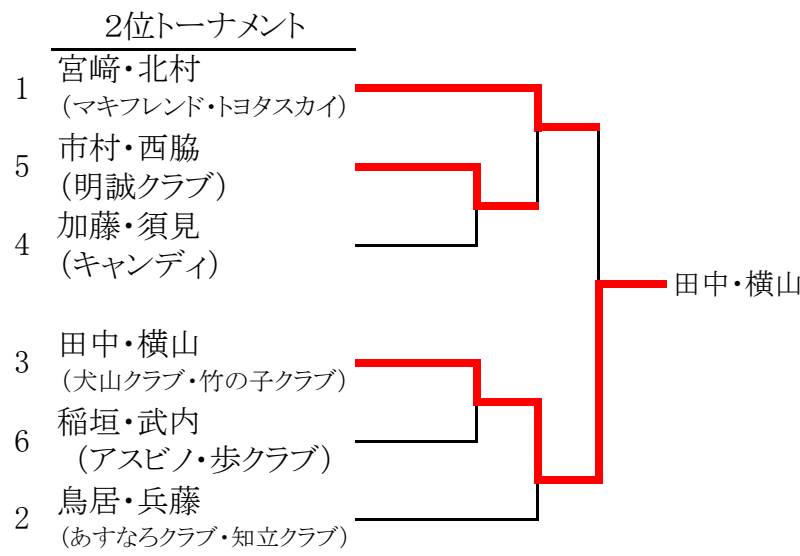 2位トーナメント
1
宮﨑・北村
（マキフレンド・トヨタスカイ）
5
市村・西脇
（明誠クラブ）
4
加藤・須見
（キャンディ）
3
田中・横山
（犬山クラブ・竹の子クラブ）
6
稲垣・武内
（アスビノ・歩クラブ）
2
鳥居・兵藤
（あすなろクラブ・知立クラブ）
田中・横山